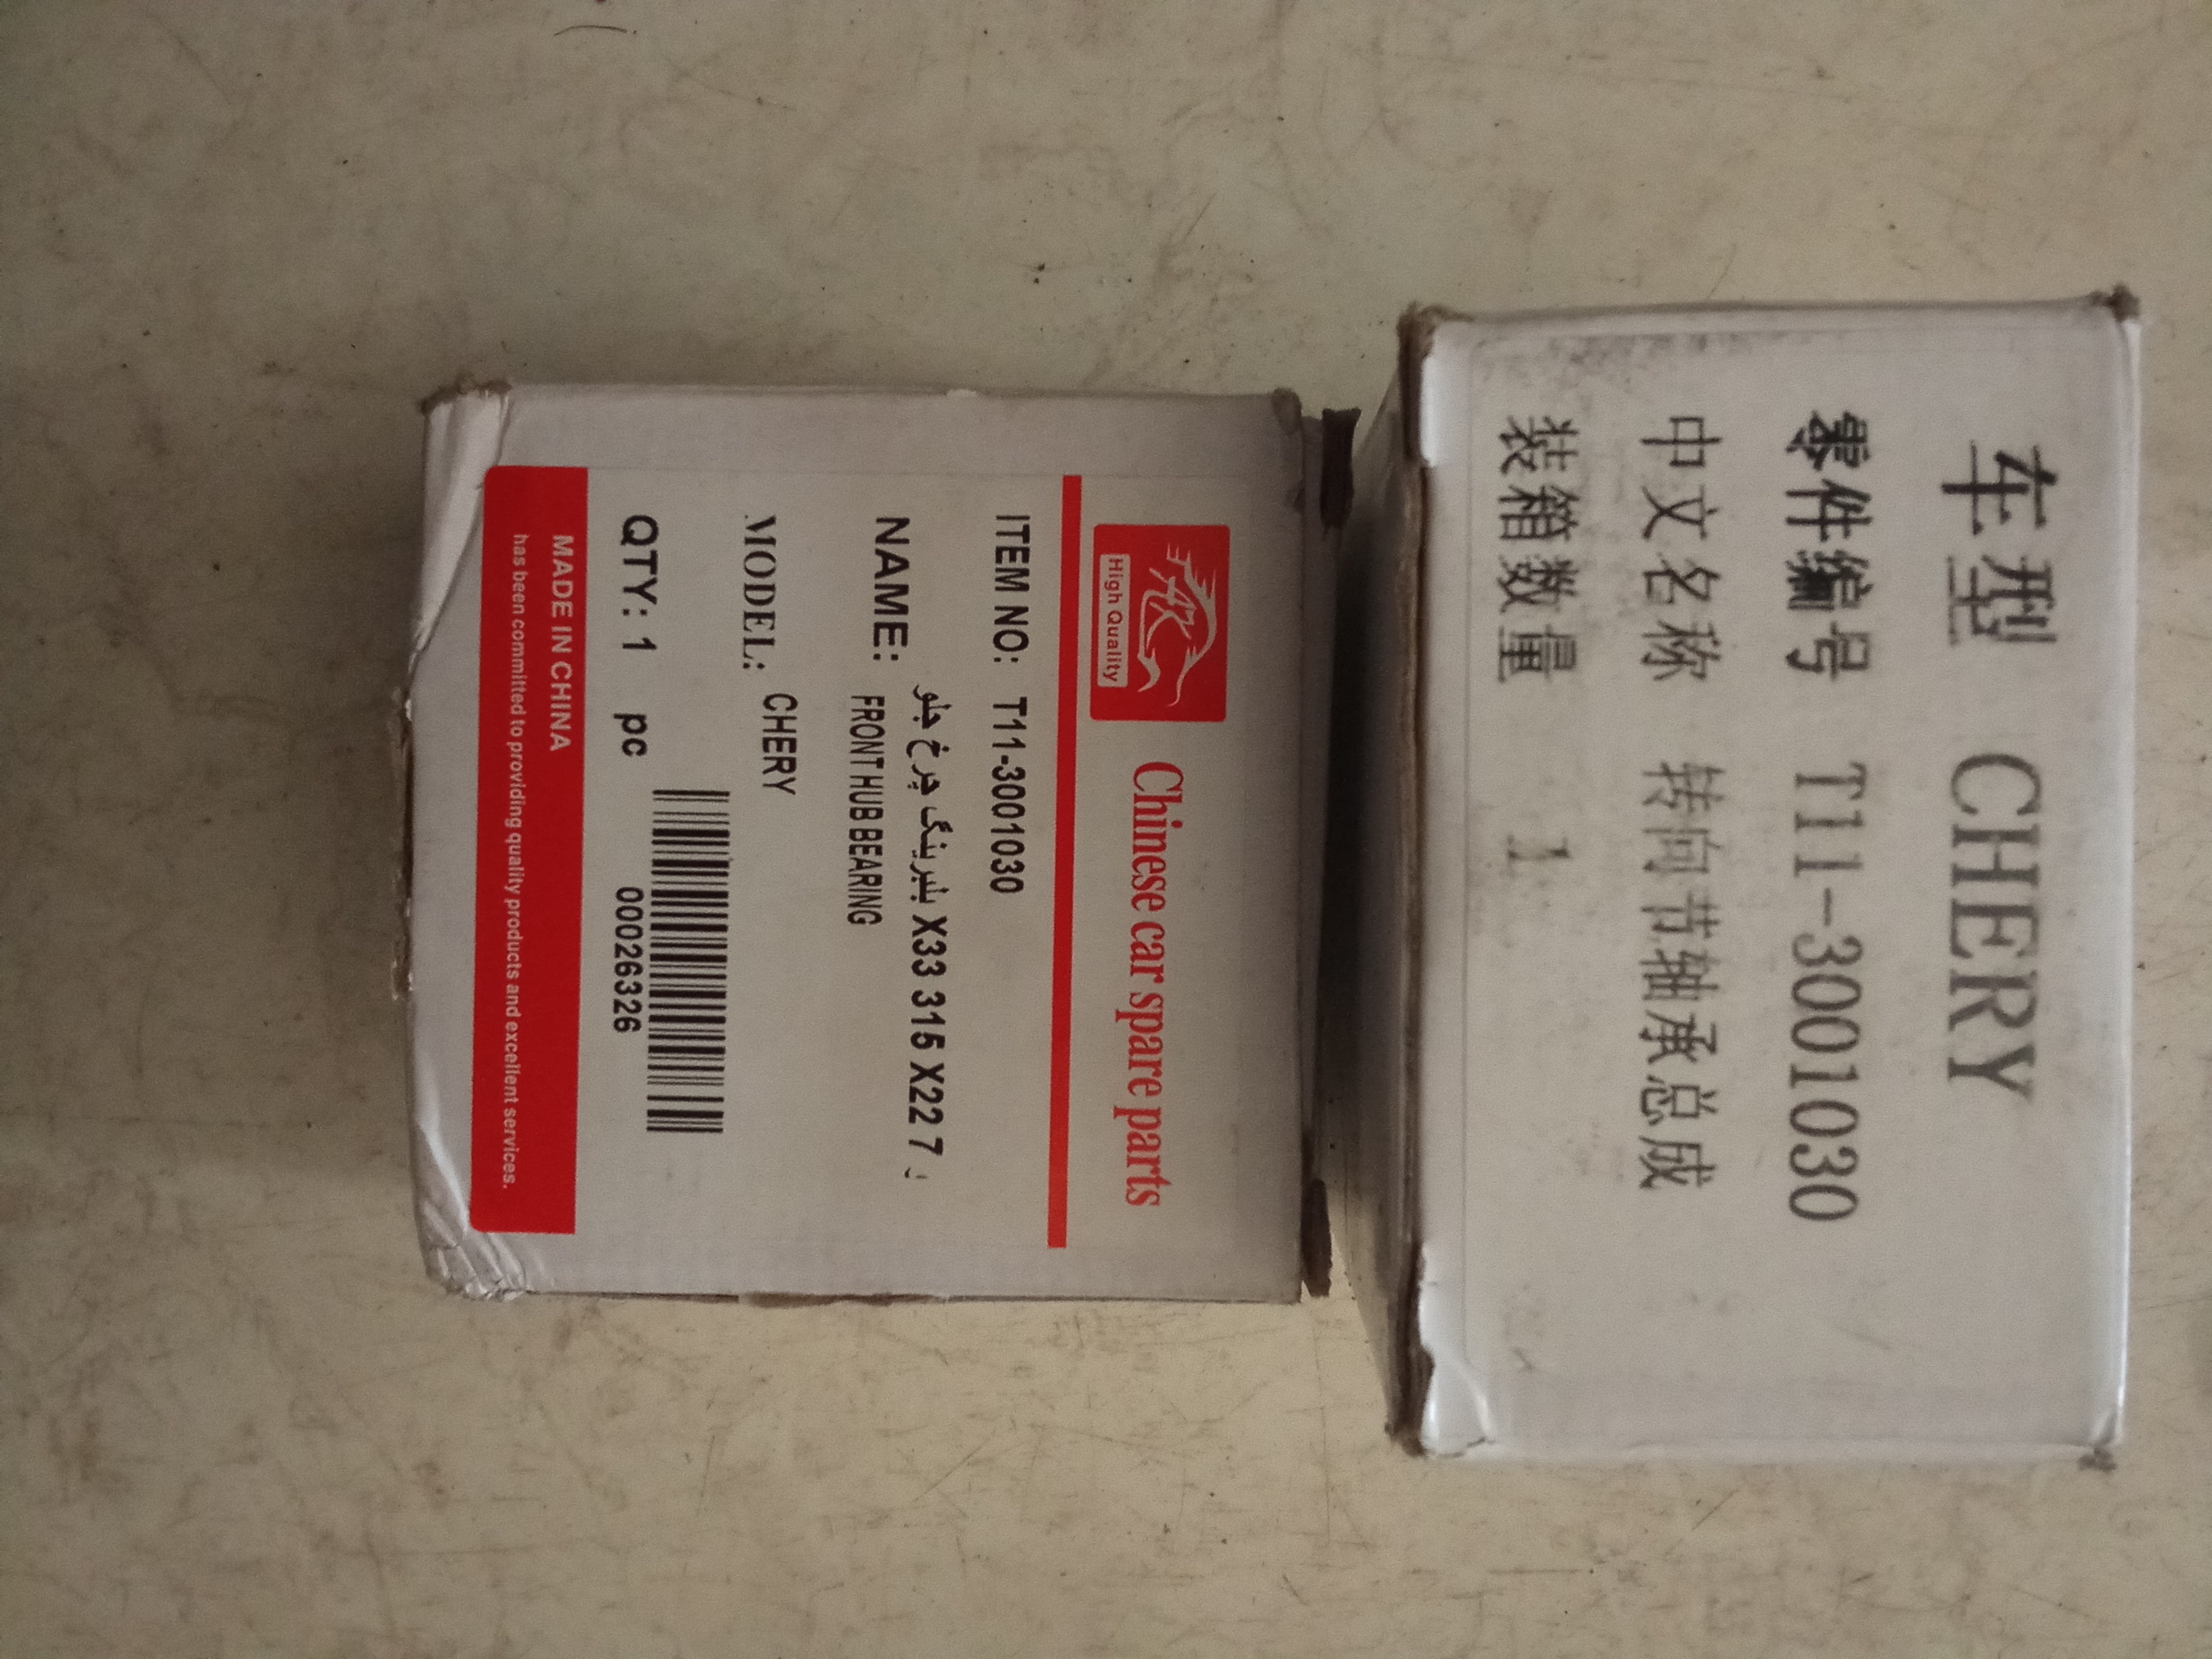 车型 CHERY
零件编号 T11-3001030
中文名称 转向节轴承总成
装箱数量 1
High Quality
Chinese car spare parts
ITEM NO: T11-3001030
NAME: بلبرینگ چرخ جلو X33 315 X22 7
FRONT HUB BEARING
MODEL: CHERY
QTY: 1 pc
00026326
MADE IN CHINA
has been committed to providing quality products and excellent services.